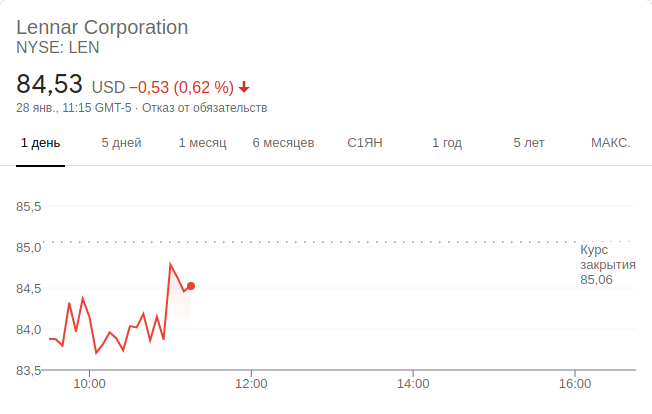 Lennar Corporation
NYSE: LEN
84,53 USD −0,53 (0,62 %)
28 янв., 11:15 GMT-5 · Отказ от обязательств
1 день 5 дней 1 месяц 6 месяцев С1ЯН 1 год 5 лет МАКС.
85,5
85,0
84,5
84,0
83,5
Курс
закрытия
85,06
10:00 12:00 14:00 16:00